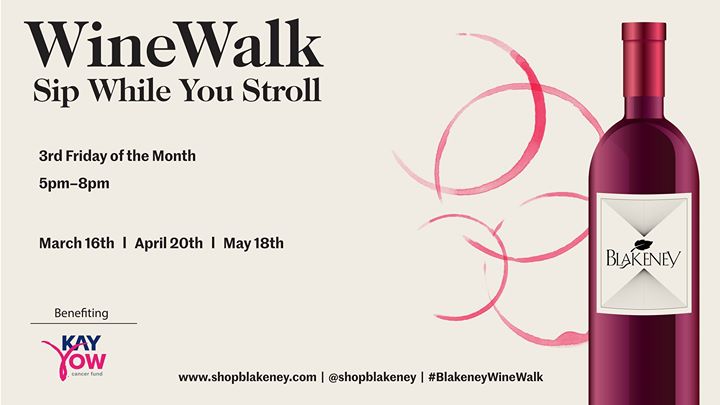 WineWalk
Sip While You Stroll
3rd Friday of the Month
5pm–8pm
March 16th | April 20th | May 18th
BLAKENEY
Benefiting
KAY
YOW
cancer fund
www.shopblakeney.com | @shopblakeney | #BlakeneyWineWalk